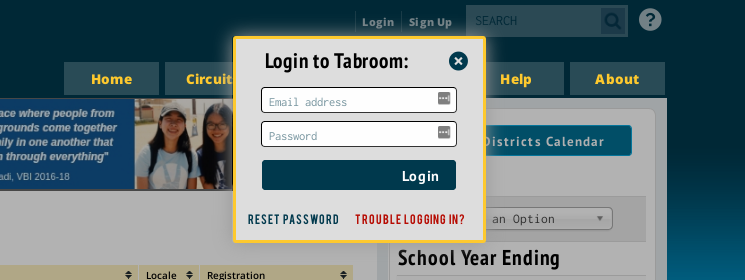 Login
Sign Up
SEARCH
?
Home
Circuit
Help
About
ace where people from
grounds come together
ily in one another that
n through everything"
adi, VBI 2016-18
Login to Tabroom:
Email address
Password
Login
RESET PASSWORD
TROUBLE LOGGING IN?
Districts Calendar
an Option
School Year Ending
Locale
Registration